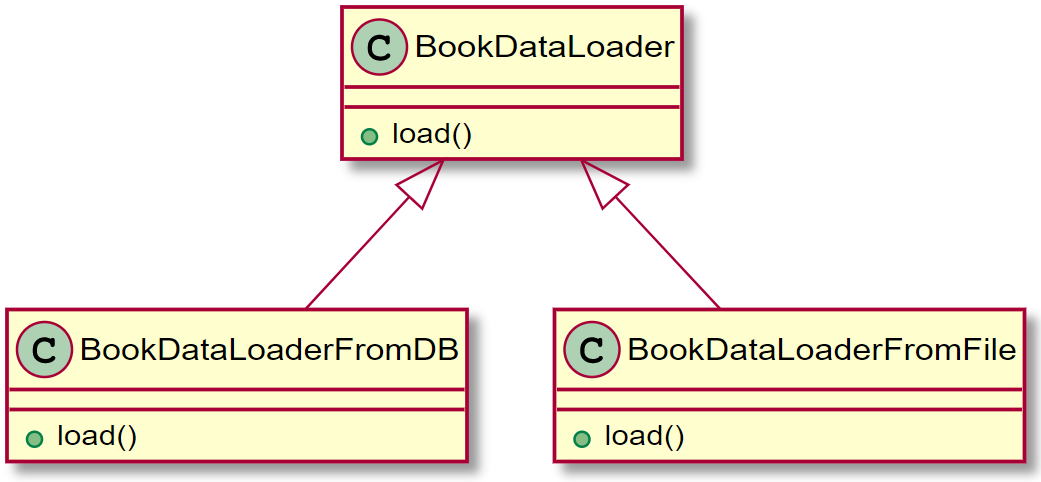 C BookDataLoader
load()
C BookDataLoaderFromDB
load()
C BookDataLoaderFromFile
load()